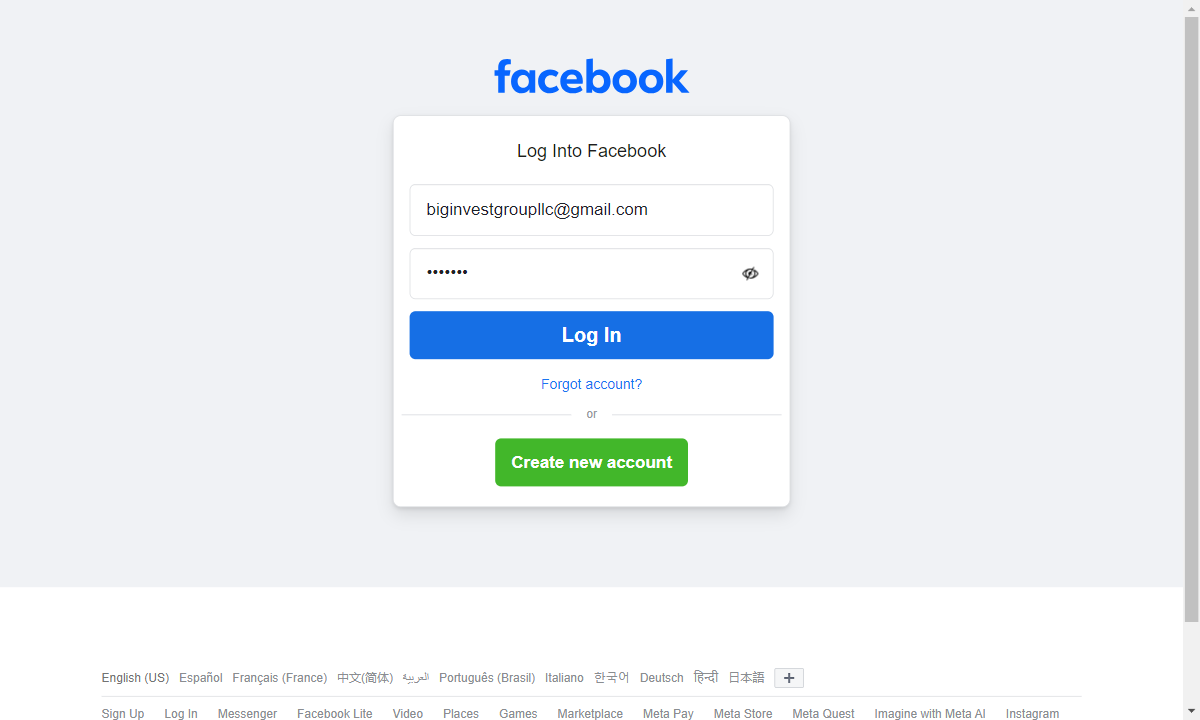 facebook
Log Into Facebook
biginvestgroupllc@gmail.com
•••••••
Log In
Forgot account?
or
Create new account
English (US) Español Français (France) 中文(简体) العربية Português (Brasil) Italiano 한국어 Deutsch हिन्दी 日本語
Sign Up Log In Messenger Facebook Lite Video Places Games Marketplace Meta Pay Meta Store Meta Quest Imagine with Meta AI Instagram